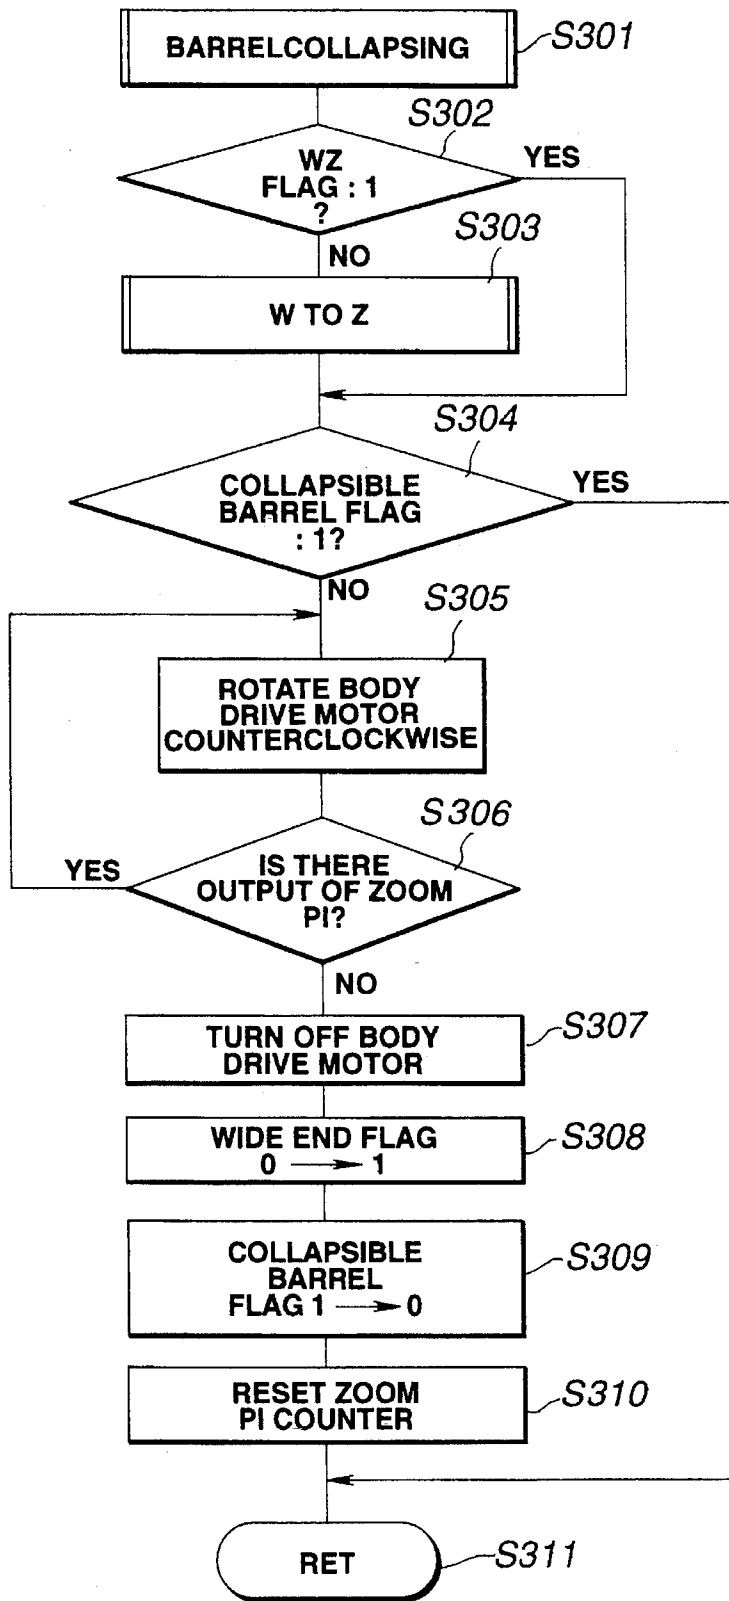 BARRELCOLLAPSING
S301
S302
WZ
FLAG : 1
?
YES
NO
S303
W TO Z
S304
COLLAPSIBLE
BARREL FLAG
: 1?
YES
NO
S305
ROTATE BODY
DRIVE MOTOR
COUNTERCLOCKWISE
S306
YES
IS THERE
OUTPUT OF ZOOM
PI?
NO
TURN OFF BODY
DRIVE MOTOR
S307
WIDE END FLAG
0 → 1
S308
COLLAPSIBLE
BARREL
FLAG 1 → 0
S309
RESET ZOOM
PI COUNTER
S310
RET
S311